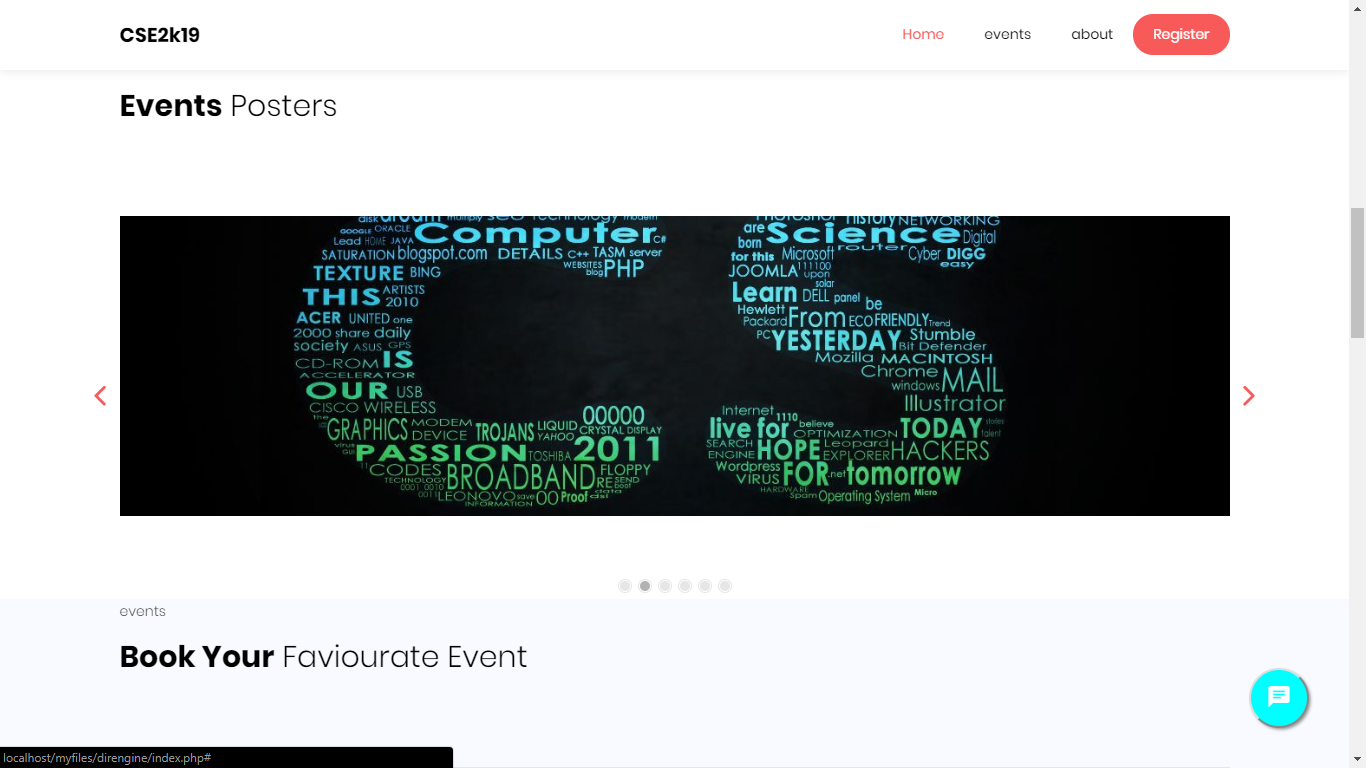 CSE2k19 Home events about Register
Events Posters
disk dream multiply SEO Technology modem
GOOGLE ORACLE Computer C#
Lead HOME JAVA
SATURATION blogspot.com DETAILS C++ TASM server
TEXTURE BING WEBSITES blog PHP
THIS ARTISTS 2010
ACER UNITED one
2000 share daily
society ASUS GPS
CD-ROM IS
ACCELERATOR
OUR USB
CISCO WIRELESS
the GRAPHICS MODEM DEVICE TROJANS LIQUID YAHOO 00000 CRYSTAL DISPLAY
virus GUI PASSION TOSHIBA 2011
11 CODES BROADBAND FLOPPY
TECHNOLOGY 0001 0010 RE SEND boot
0011 LEONOVO save OO Proof data dsl
INFORMATION
Photoshop History NETWORKING
are Science Digital
born router Cyber DIGG
for this Microsoft easy
JOOMLA 111100 upon
solar
Learn DELL panel be
Hewlett Packard From ECO FRIENDLY Trend
PC YESTERDAY Stumble
Bit Defender
Mozilla MACINTOSH
Chrome
windows MAIL
Illustrator
Internet 1110 believe stories
live for OPTIMIZATION TODAY talent
SEARCH ENGINE HOPE Leopard EXPLORER HACKERS
Wordpress VIRUS FOR .net tomorrow
HARDWARE Spam Operating System Micro
events
Book Your Faviourate Event
localhost/myfiles/direngine/index.php#